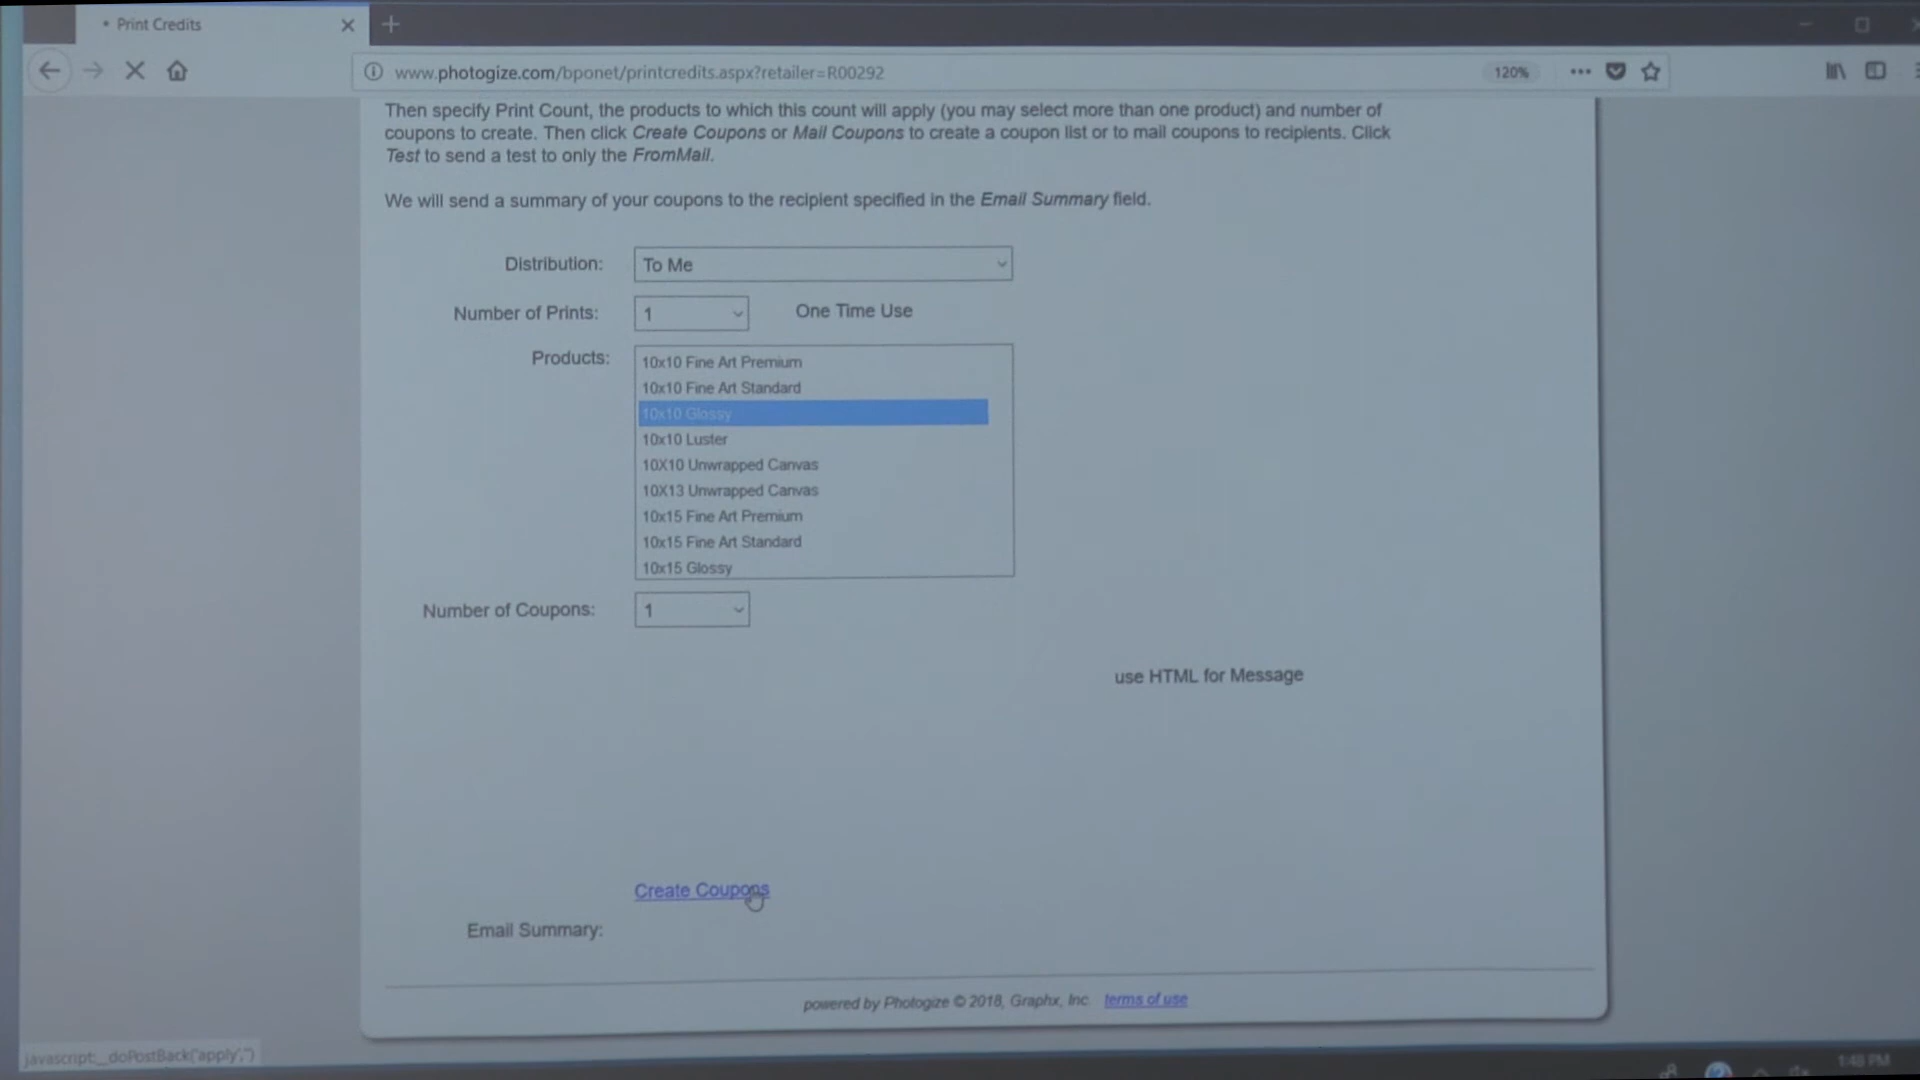 Print Credits
www.photogize.com/bponet/printcredits.aspx?retailer=R00292
120%
Then specify Print Count, the products to which this count will apply (you may select more than one product) and number of
coupons to create. Then click Create Coupons or Mail Coupons to create a coupon list or to mail coupons to recipients. Click
Test to send a test to only the FromMail.
We will send a summary of your coupons to the recipient specified in the Email Summary field.
Distribution: To Me
Number of Prints: 1 One Time Use
Products: 10x10 Fine Art Premium
10x10 Fine Art Standard
10x10 Glossy
10x10 Luster
10X10 Unwrapped Canvas
10X13 Unwrapped Canvas
10x15 Fine Art Premium
10x15 Fine Art Standard
10x15 Glossy
Number of Coupons: 1
use HTML for Message
Create Coupons
Email Summary:
powered by Photogize © 2018, Graphx, Inc. terms of use
javascript:__doPostBack('apply','')
1:48 PM